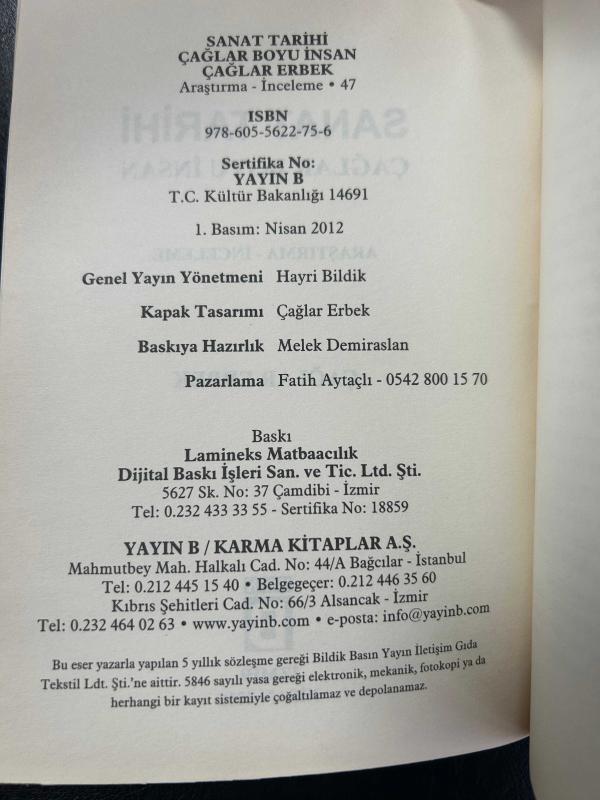 SANAT TARİHİ
ÇAĞLAR BOYU İNSAN
ÇAĞLAR ERBEK
Araştırma - İnceleme • 47
ISBN
978-605-5622-75-6
Sertifika No:
YAYIN B
T.C. Kültür Bakanlığı 14691
1. Basım: Nisan 2012
Genel Yayın Yönetmeni Hayri Bildik
Kapak Tasarımı Çağlar Erbek
Baskıya Hazırlık Melek Demiraslan
Pazarlama Fatih Aytaçlı - 0542 800 15 70
Baskı
Lamineks Matbaacılık
Dijital Baskı İşleri San. ve Tic. Ltd. Şti.
5627 Sk. No: 37 Çamdibi - İzmir
Tel: 0.232 433 33 55 - Sertifika No: 18859
YAYIN B / KARMA KİTAPLAR A.Ş.
Mahmutbey Mah. Halkalı Cad. No: 44/A Bağcılar - İstanbul
Tel: 0.212 445 15 40 • Belgegeçer: 0.212 446 35 60
Kıbrıs Şehitleri Cad. No: 66/3 Alsancak - İzmir
Tel: 0.232 464 02 63 • www.yayinb.com • e-posta: info@yayinb.com
Bu eser yazarla yapılan 5 yıllık sözleşme gereği Bildik Basın Yayın İletişim Gıda
Tekstil Ldt. Şti.'ne aittir. 5846 sayılı yasa gereği elektronik, mekanik, fotokopi ya da
herhangi bir kayıt sistemiyle çoğaltılamaz ve depolanamaz.